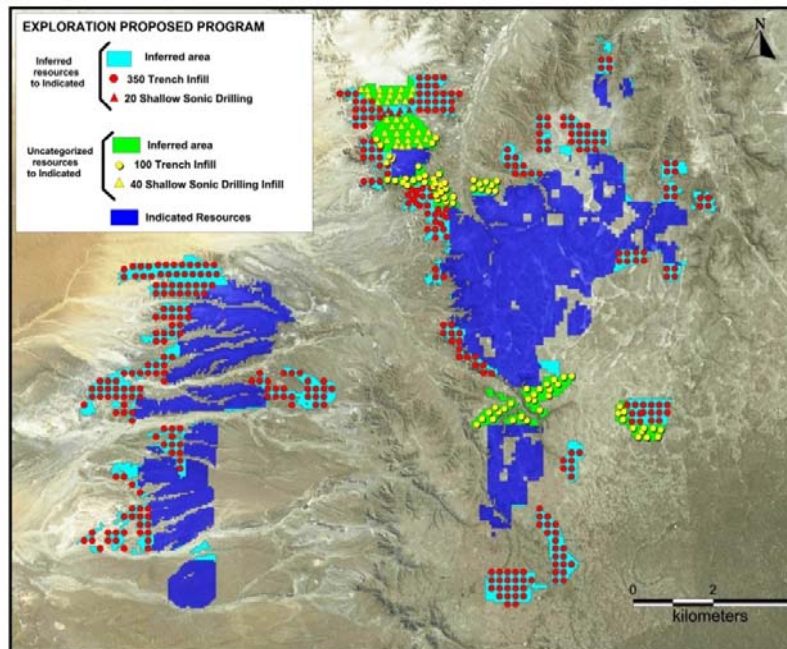 EXPLORATION PROPOSED PROGRAM
Inferred
resources
to Indicated
Inferred area
350 Trench Infill
20 Shallow Sonic Drilling
Uncategorized
resources
to Indicated
Inferred area
100 Trench Infill
40 Shallow Sonic Drilling Infill
Indicated Resources
N
0 2
kilometers